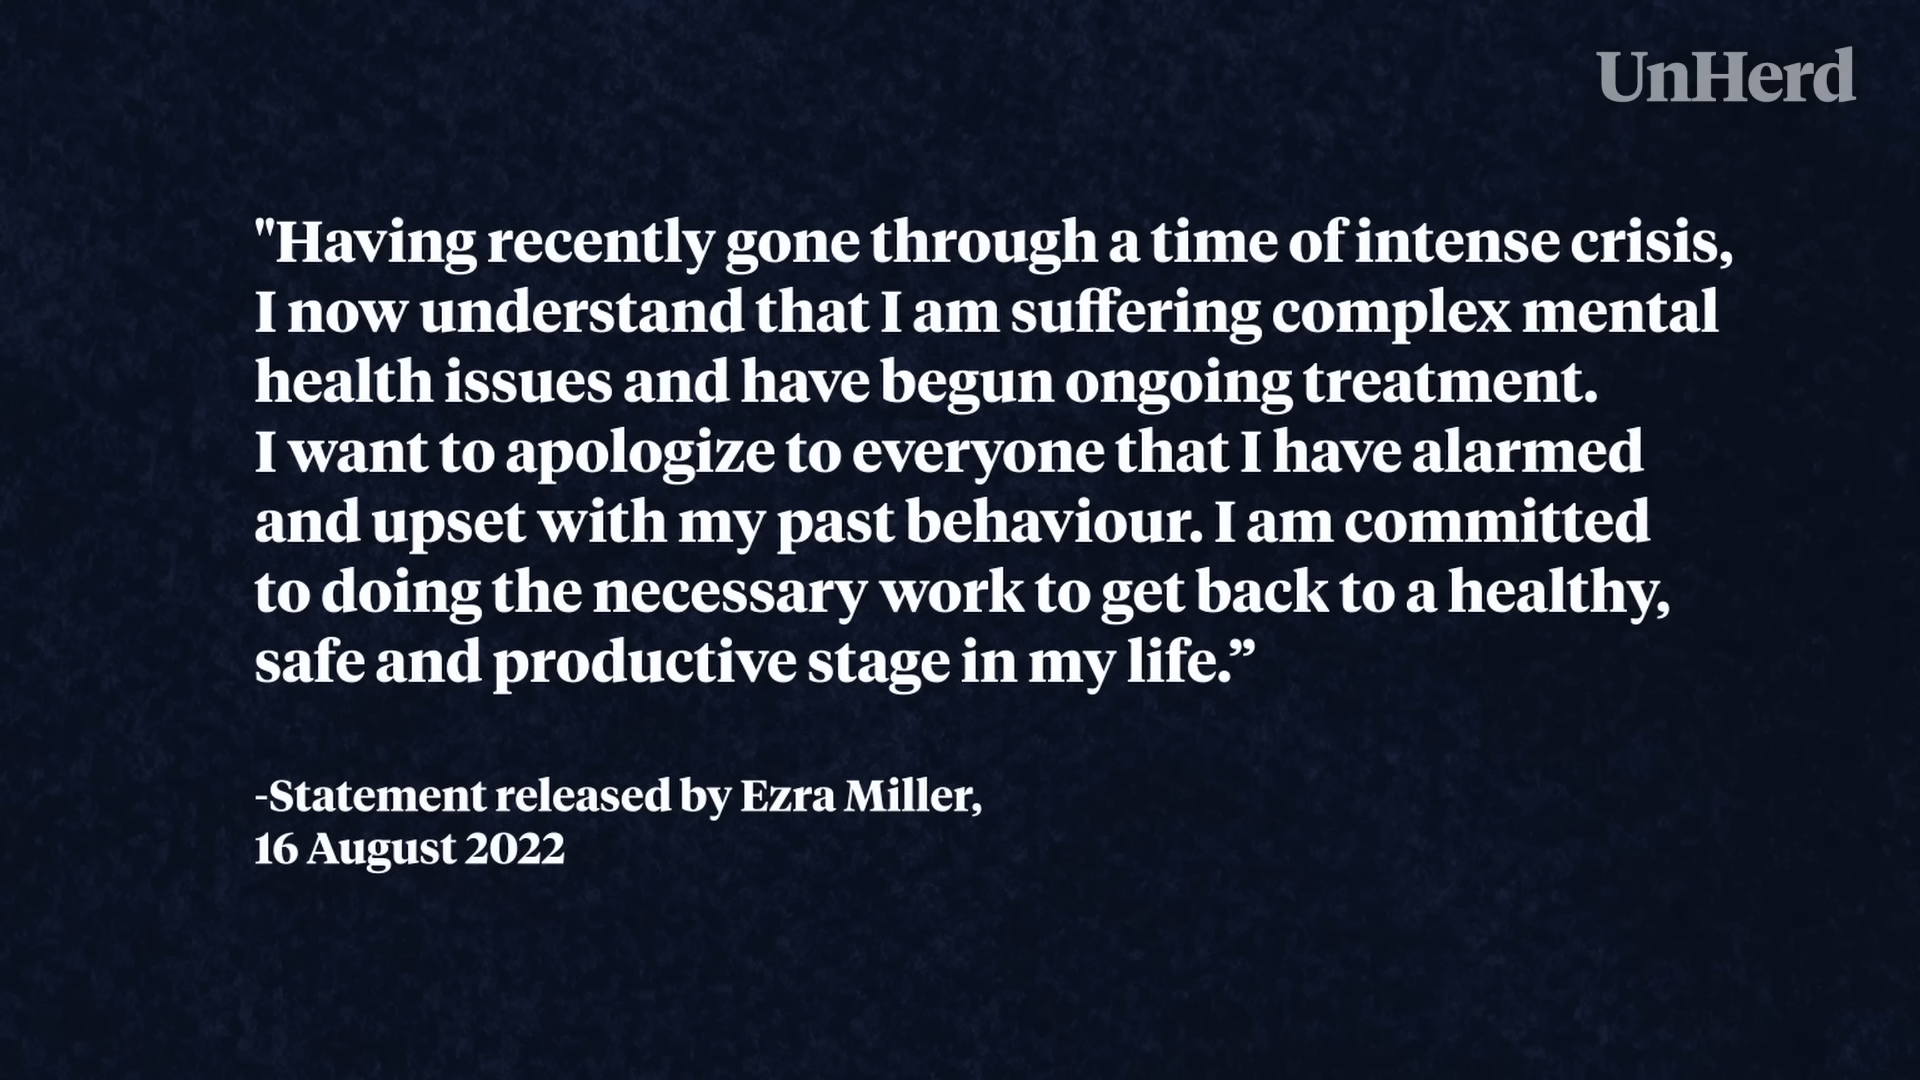 UnHerd
"Having recently gone through a time of intense crisis,
I now understand that I am suffering complex mental
health issues and have begun ongoing treatment.
I want to apologize to everyone that I have alarmed
and upset with my past behaviour. I am committed
to doing the necessary work to get back to a healthy,
safe and productive stage in my life.”
-Statement released by Ezra Miller,
16 August 2022